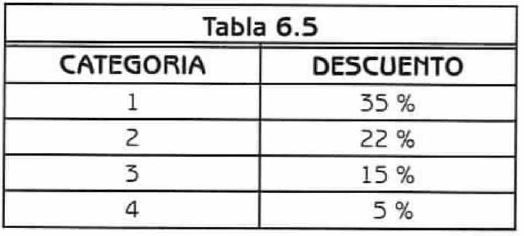 Tabla 6.5
CATEGORIA DESCUENTO
1 35 %
2 22 %
3 15 %
4 5 %